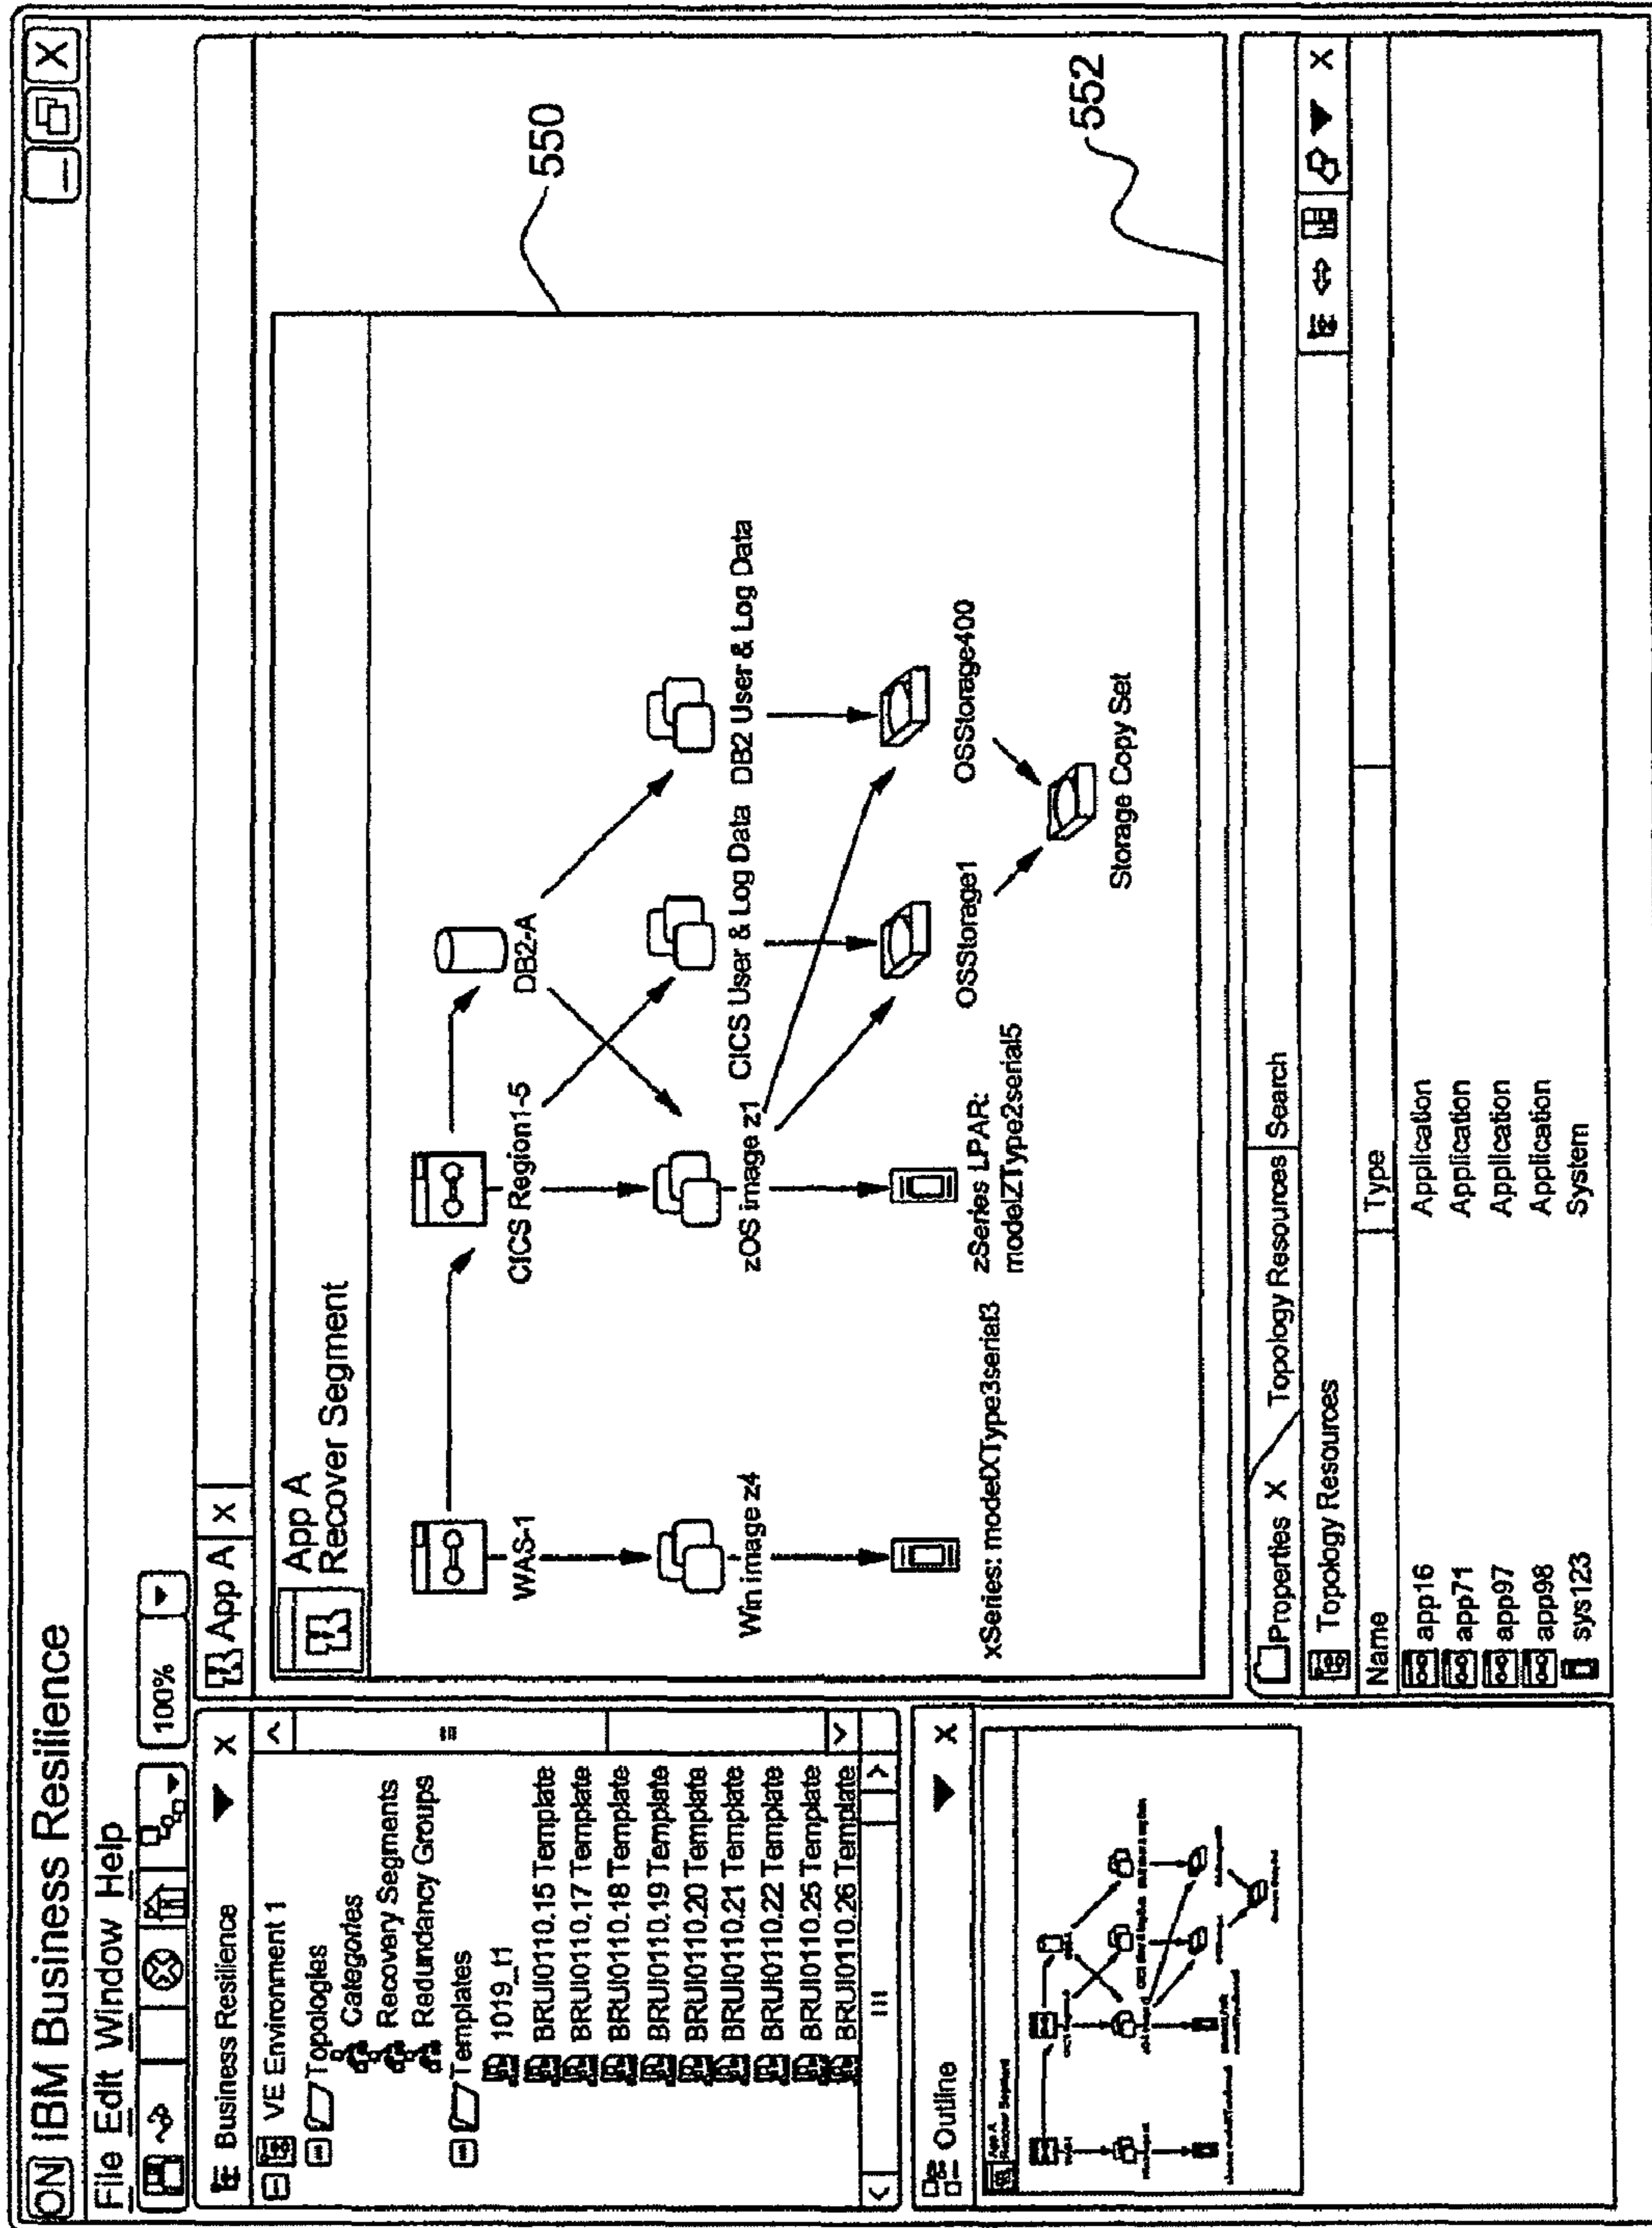 ON IBM Business Resilience
File Edit Window Help
100%
Business Resilience X
VE Environment 1
Topologies
Categories
Recovery Segments
Redundancy Groups
Templates
1019_t1
BRUI0110.15 Template
BRUI0110.17 Template
BRUI0110.18 Template
BRUI0110.19 Template
BRUI0110.20 Template
BRUI0110.21 Template
BRUI0110.22 Template
BRUI0110.25 Template
BRUI0110.26 Template
Outline X
App A
Recover Segment
App A X
App A
Recover Segment
WAS-1
CICS Region1-5
DB2-A
Win image z4
zOS image z1
CICS User & Log Data
DB2 User & Log Data
xSeries: modelXType3serial3
zSeries LPAR:
modelZType2serial5
OSStorage1
OSStorage400
Storage Copy Set
550
552
Properties X Topology Resources Search
Topology Resources X
Name Type
app16 Application
app71 Application
app97 Application
app98 Application
sys123 System